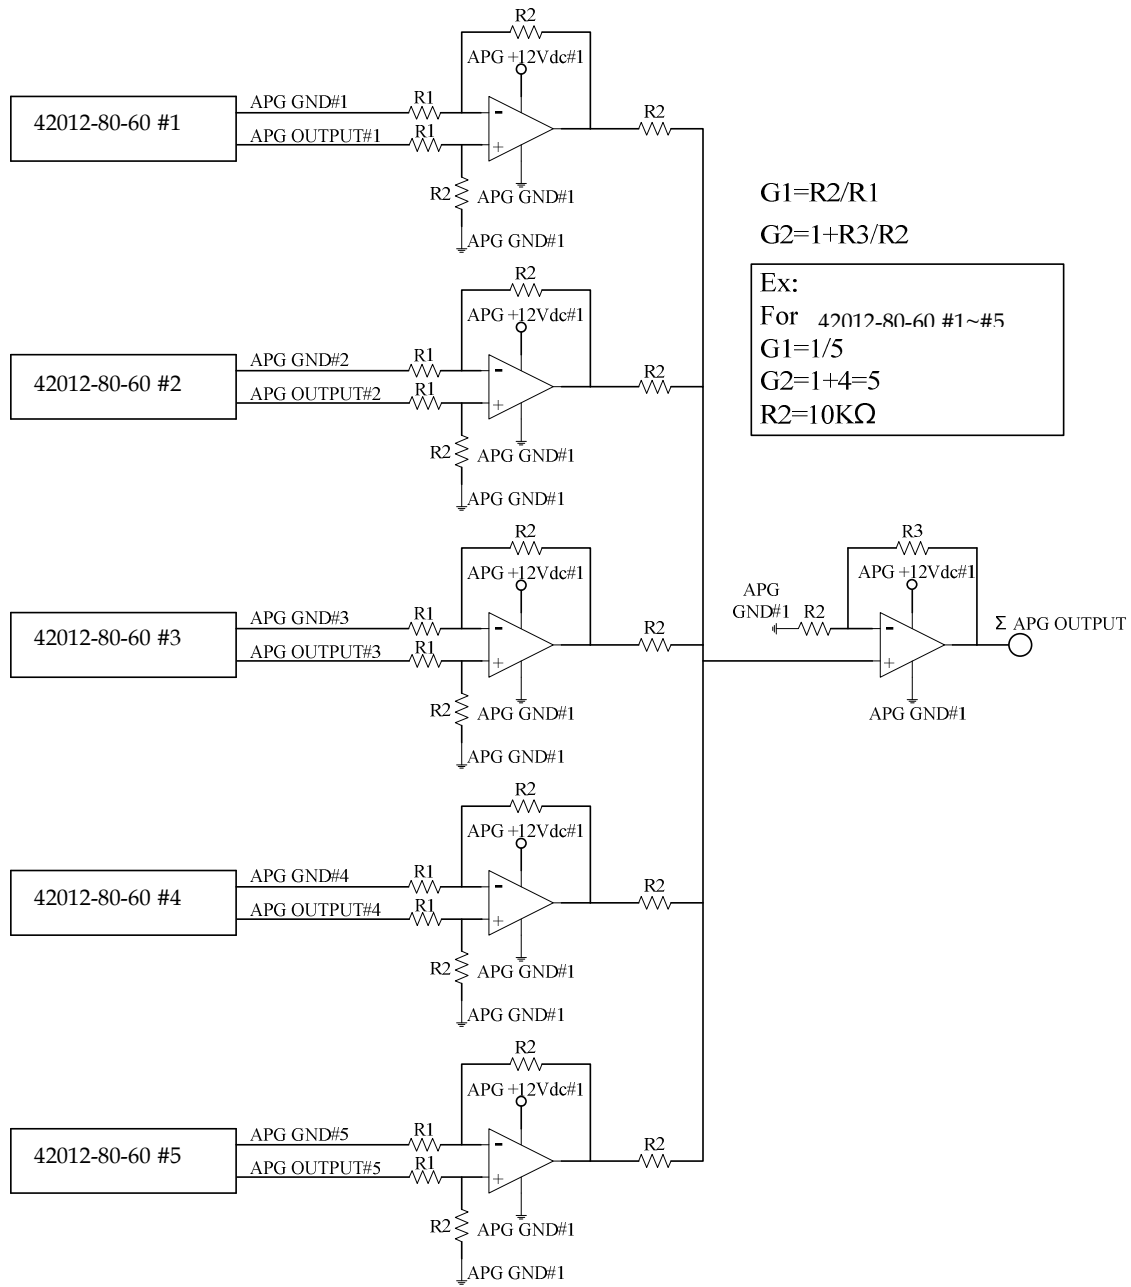 R2
APG +12Vdc#1
APG GND#1
R1
R2
42012-80-60 #1
-
APG OUTPUT#1
R1
+
R2
APG GND#1
APG GND#1
G1=R2/R1
G2=1+R3/R2
Ex:
For 42012-80-60 #1~#5
G1=1/5
G2=1+4=5
R2=10KΩ
R2
APG +12Vdc#1
APG GND#2
R1
R2
42012-80-60 #2
-
APG OUTPUT#2
R1
+
R2
APG GND#1
APG GND#1
R2
APG +12Vdc#1
APG GND#3
R1
R2
42012-80-60 #3
-
APG OUTPUT#3
R1
+
R2
APG GND#1
APG GND#1
R3
APG +12Vdc#1
APG
GND#1
R2
-
+
Σ APG OUTPUT
APG GND#1
R2
APG +12Vdc#1
APG GND#4
R1
R2
42012-80-60 #4
-
APG OUTPUT#4
R1
+
R2
APG GND#1
APG GND#1
R2
APG +12Vdc#1
APG GND#5
R1
R2
42012-80-60 #5
-
APG OUTPUT#5
R1
+
R2
APG GND#1
APG GND#1